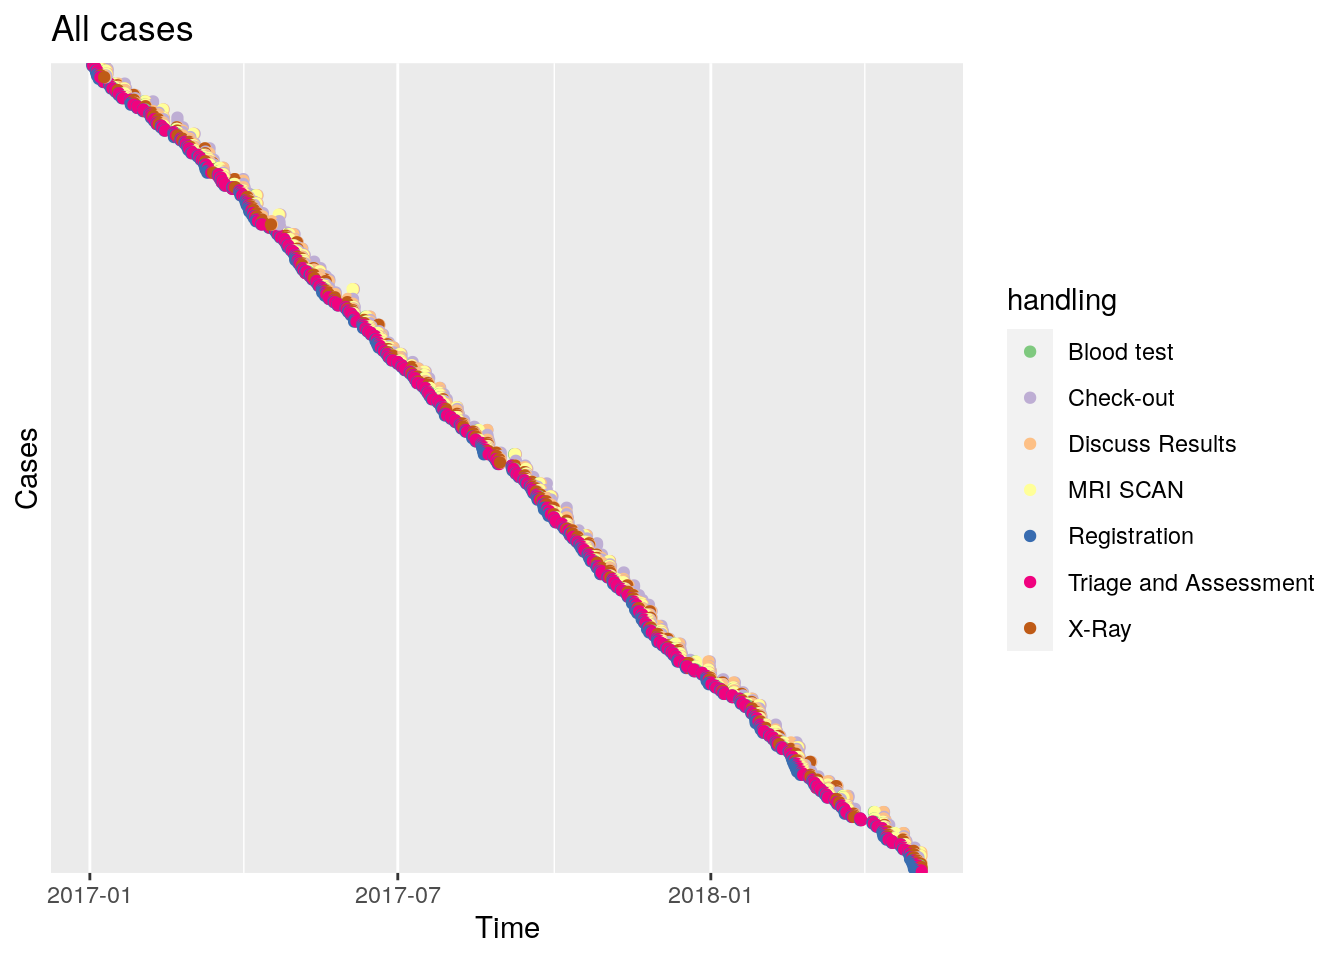 All cases
Cases
2017-01
2017-07
2018-01
Time
handling
Blood test
Check-out
Discuss Results
MRI SCAN
Registration
Triage and Assessment
X-Ray